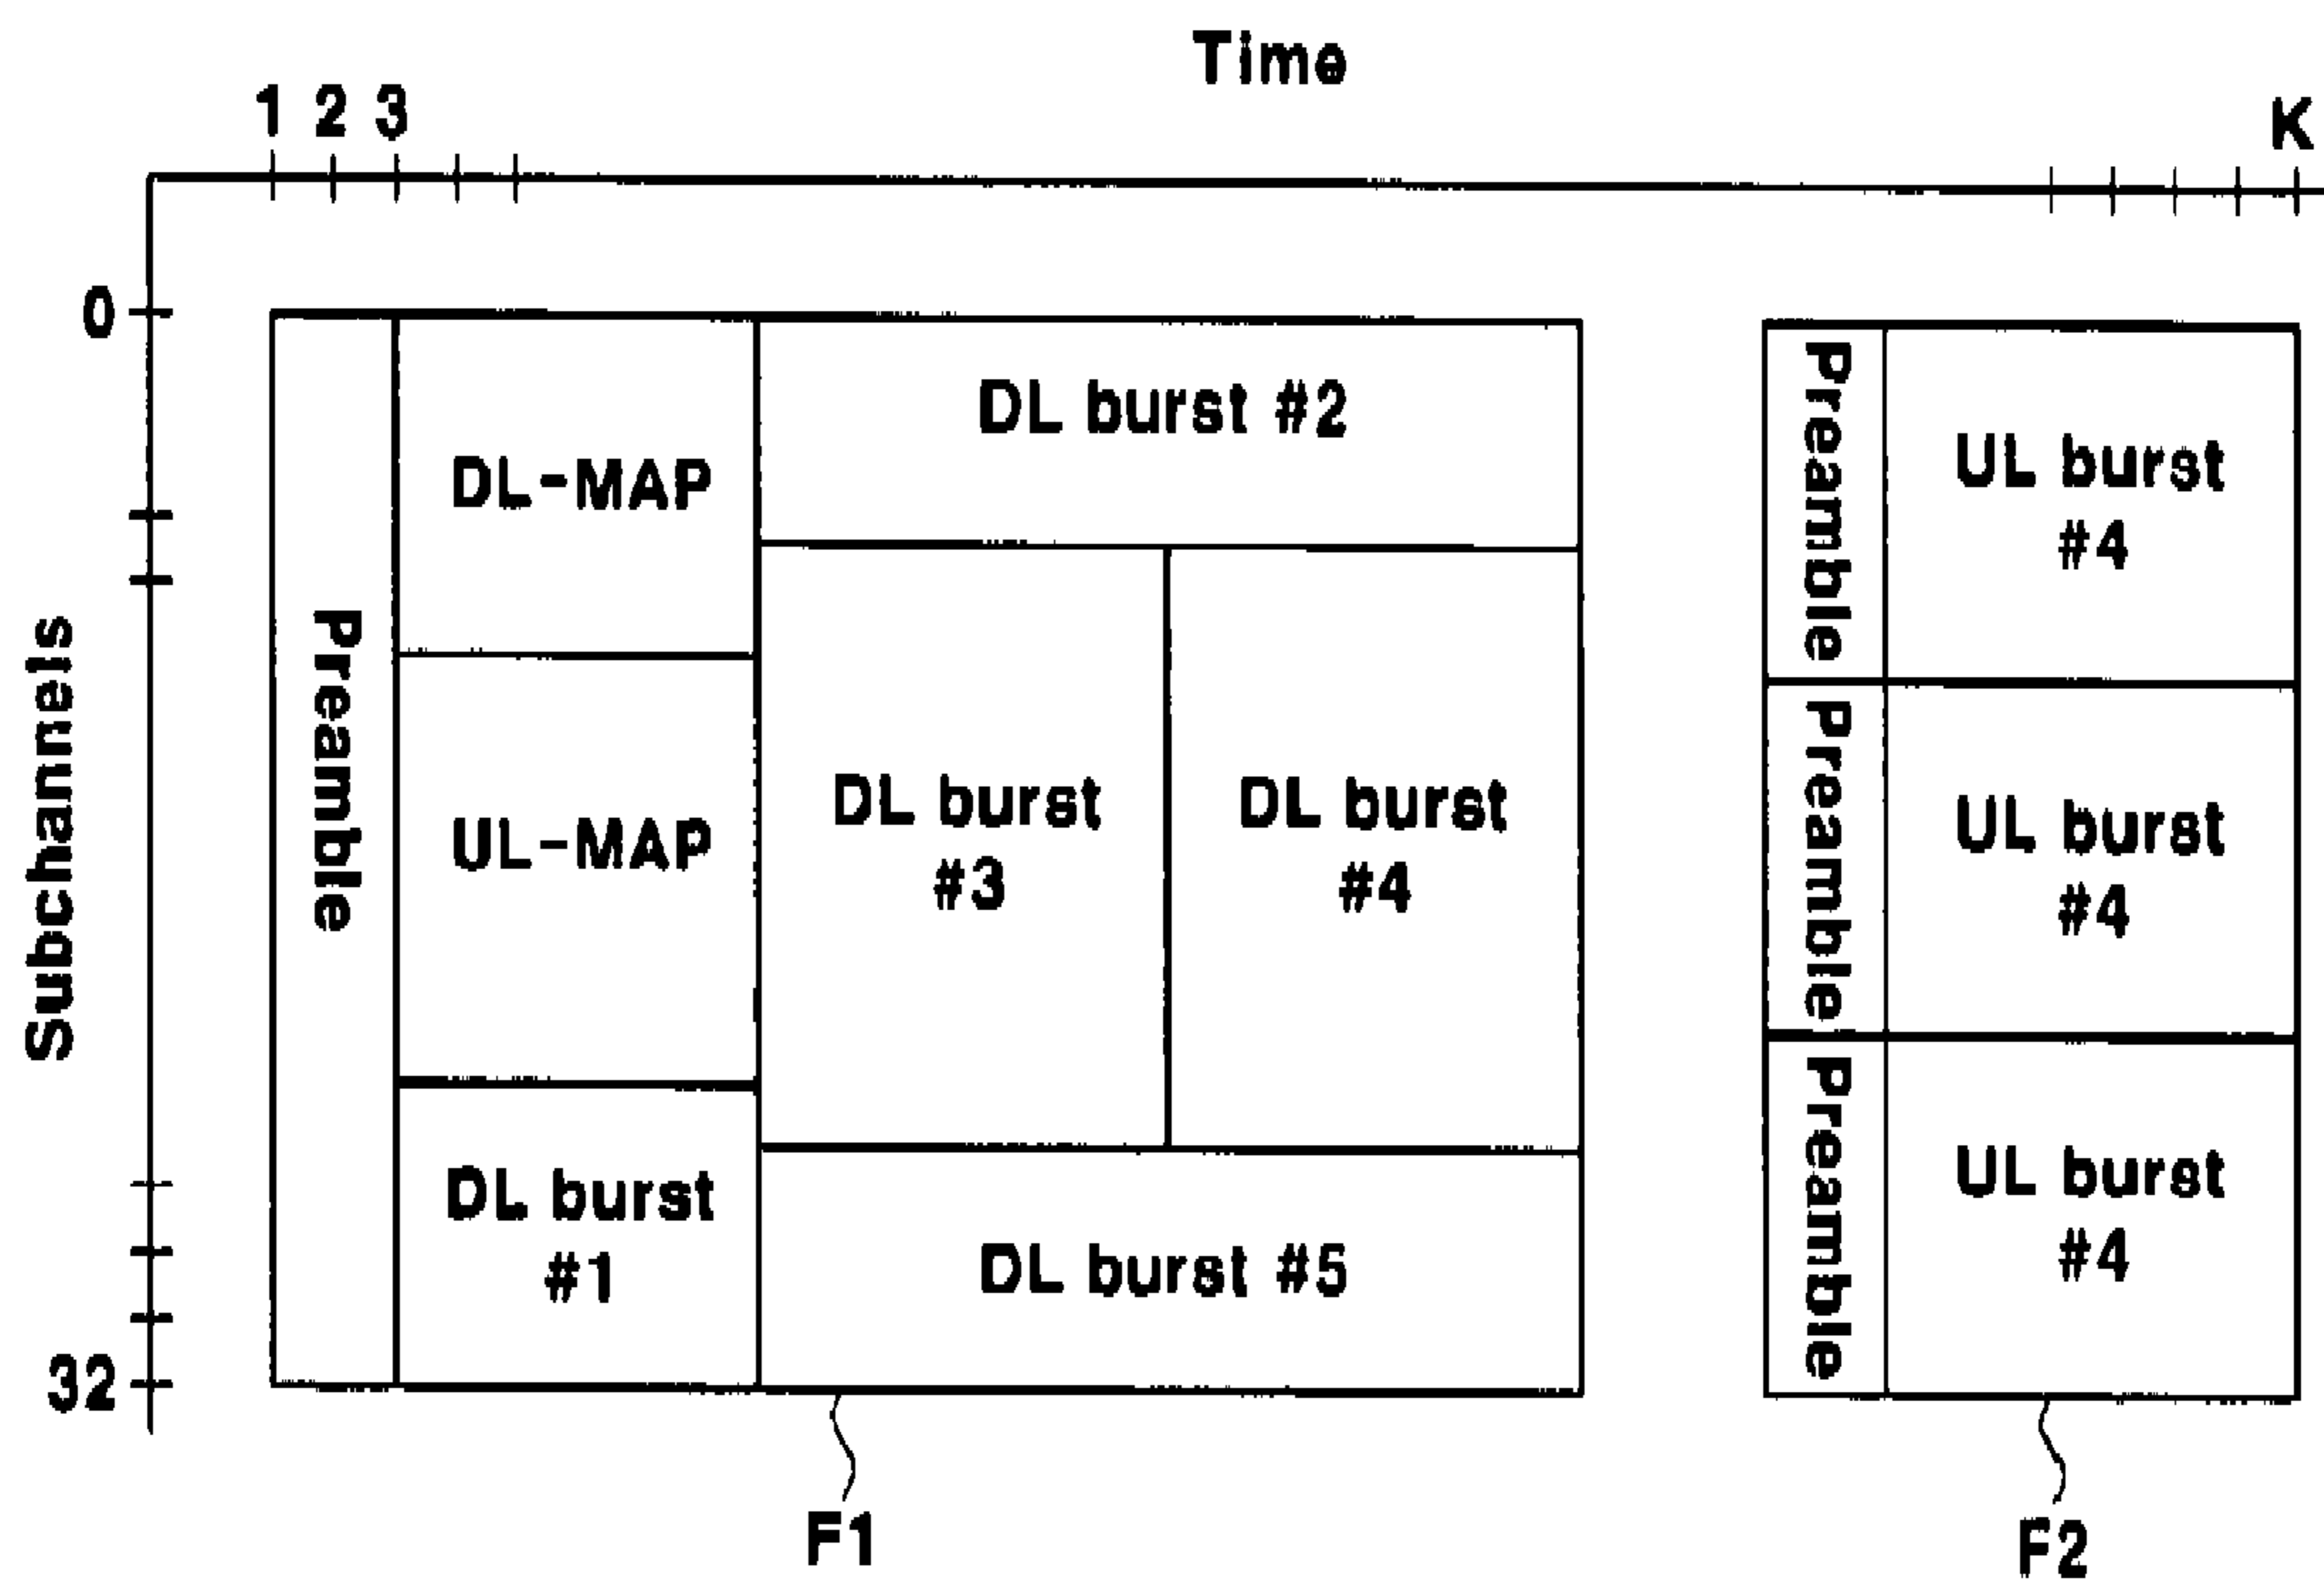 Time
1 2 3
K
0
Subchannels
32
Preamble
DL-MAP
UL-MAP
DL burst
#1
DL burst #2
DL burst
#3
DL burst
#4
DL burst #5
Preamble
UL burst
#4
Preamble
UL burst
#4
Preamble
UL burst
#4
F1
F2